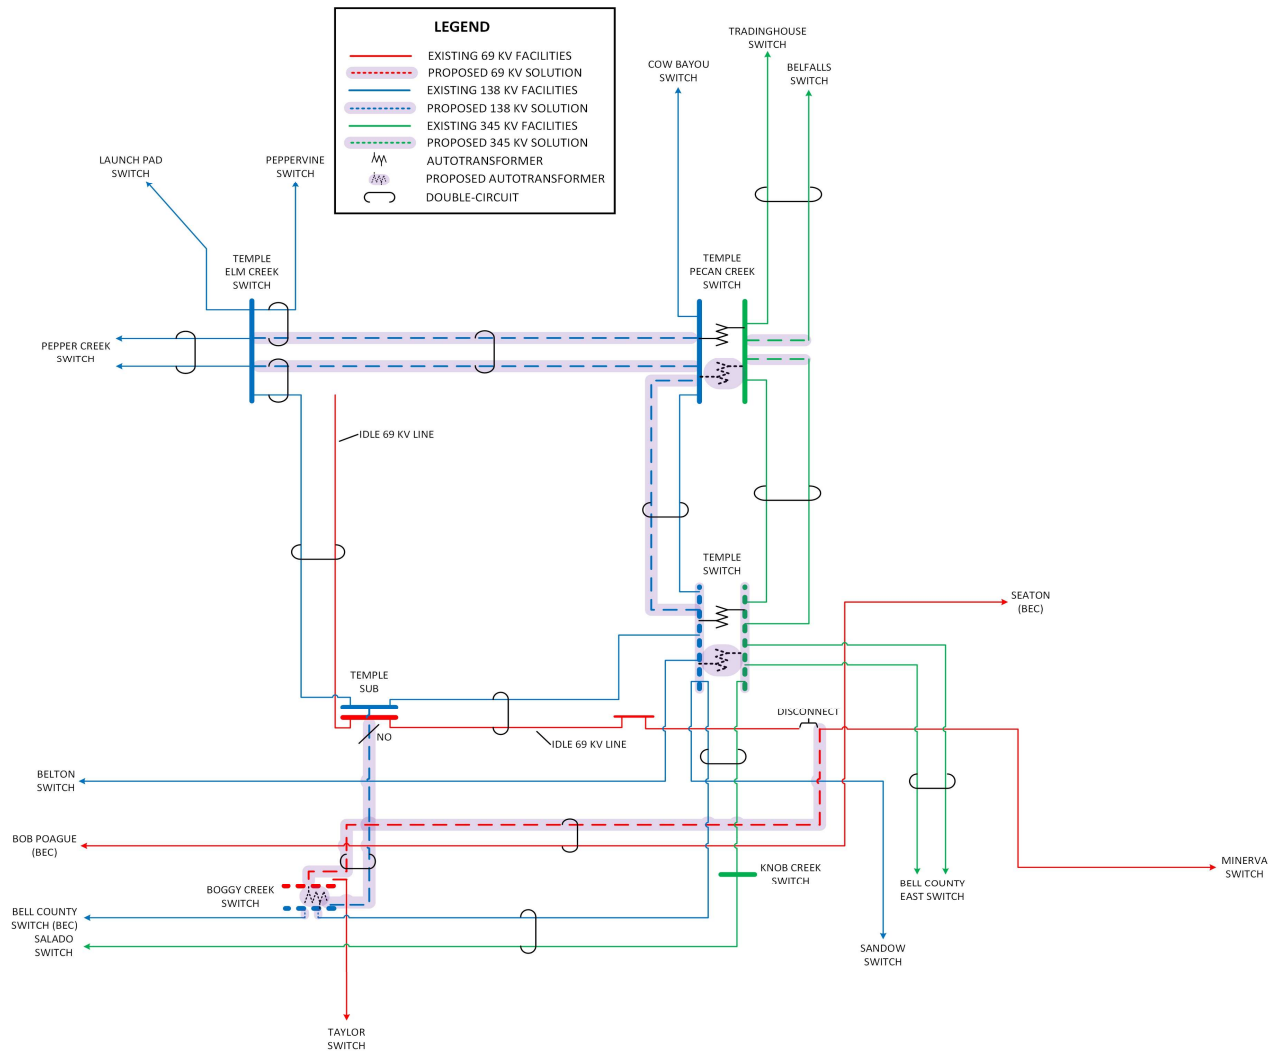 LEGEND
EXISTING 69 KV FACILITIES
PROPOSED 69 KV SOLUTION
EXISTING 138 KV FACILITIES
PROPOSED 138 KV SOLUTION
EXISTING 345 KV FACILITIES
PROPOSED 345 KV SOLUTION
AUTOTRANSFORMER
PROPOSED AUTOTRANSFORMER
DOUBLE-CIRCUIT
TRADINGHOUSE
SWITCH
COW BAYOU
SWITCH
BELFALLS
SWITCH
LAUNCH PAD
SWITCH
PEPPERVINE
SWITCH
TEMPLE
ELM CREEK
SWITCH
TEMPLE
PECAN CREEK
SWITCH
PEPPER CREEK
SWITCH
IDLE 69 KV LINE
TEMPLE
SWITCH
SEATON
(BEC)
TEMPLE
SUB
NO
IDLE 69 KV LINE
DISCONNECT
BELTON
SWITCH
BOB POAGUE
(BEC)
KNOB CREEK
SWITCH
BELL COUNTY
EAST SWITCH
MINERVA
SWITCH
BOGGY CREEK
SWITCH
BELL COUNTY
SWITCH (BEC)
SALADO
SWITCH
SANDOW
SWITCH
TAYLOR
SWITCH